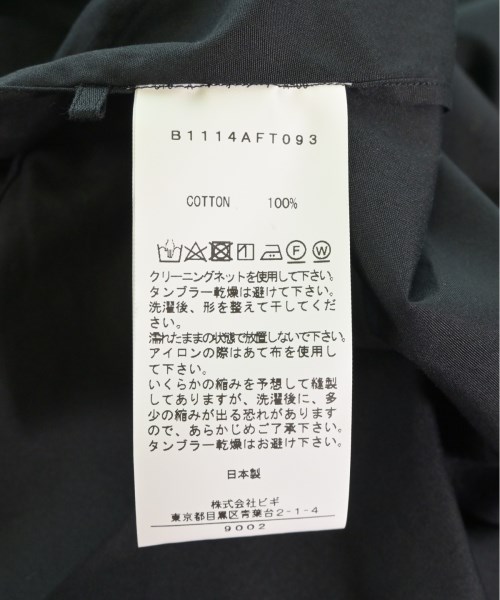 B1114AFT093
COTTON 100%
クリーニングネットを使用して下さい。
タンブラー乾燥は避けて下さい。
洗濯後、形を整えて干してくだ
さい。
濡れたままの状態で放置しないで下さい。
アイロンの際はあて布を使用し
て下さい。
いくらかの縮みを予想して縫製
してありますが、洗濯後に、多
少の縮みが出る恐れがあります
ので、あらかじめご了承下さい。
タンブラー乾燥はお避け下さい。
日本製
株式会社ビギ
東京都目黒区青葉台2-1-4
9002